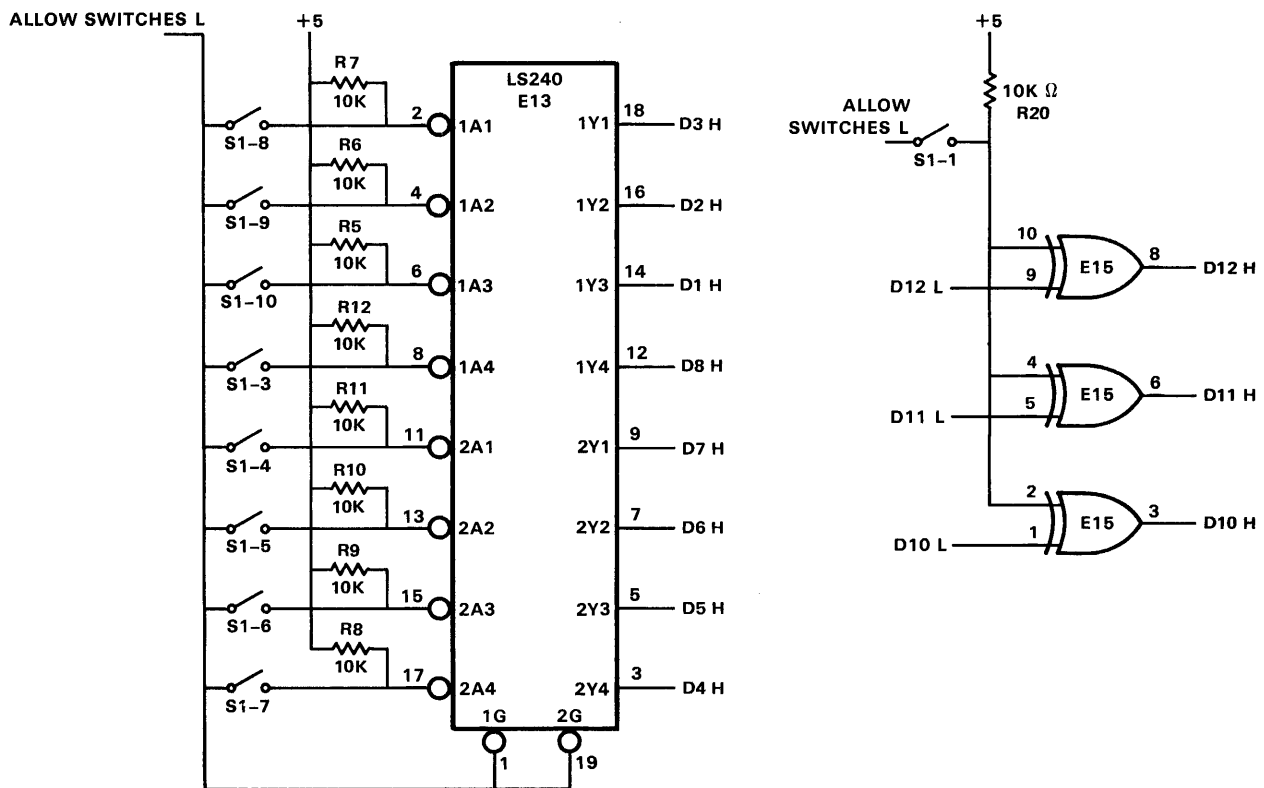 ALLOW SWITCHES L
+5
R7
10K
S1-8
2
1A1
1Y1
18
D3 H
R6
10K
S1-9
4
1A2
1Y2
16
D2 H
R5
10K
S1-10
6
1A3
1Y3
14
D1 H
R12
10K
S1-3
8
1A4
1Y4
12
D8 H
R11
10K
S1-4
11
2A1
2Y1
9
D7 H
R10
10K
S1-5
13
2A2
2Y2
7
D6 H
R9
10K
S1-6
15
2A3
2Y3
5
D5 H
R8
10K
S1-7
17
2A4
2Y4
3
D4 H
LS240
E13
1G
2G
1
19
+5
10K Ω
R20
ALLOW
SWITCHES L
S1-1
10
9
D12 L
E15
8
D12 H
4
5
D11 L
E15
6
D11 H
2
1
D10 L
E15
3
D10 H